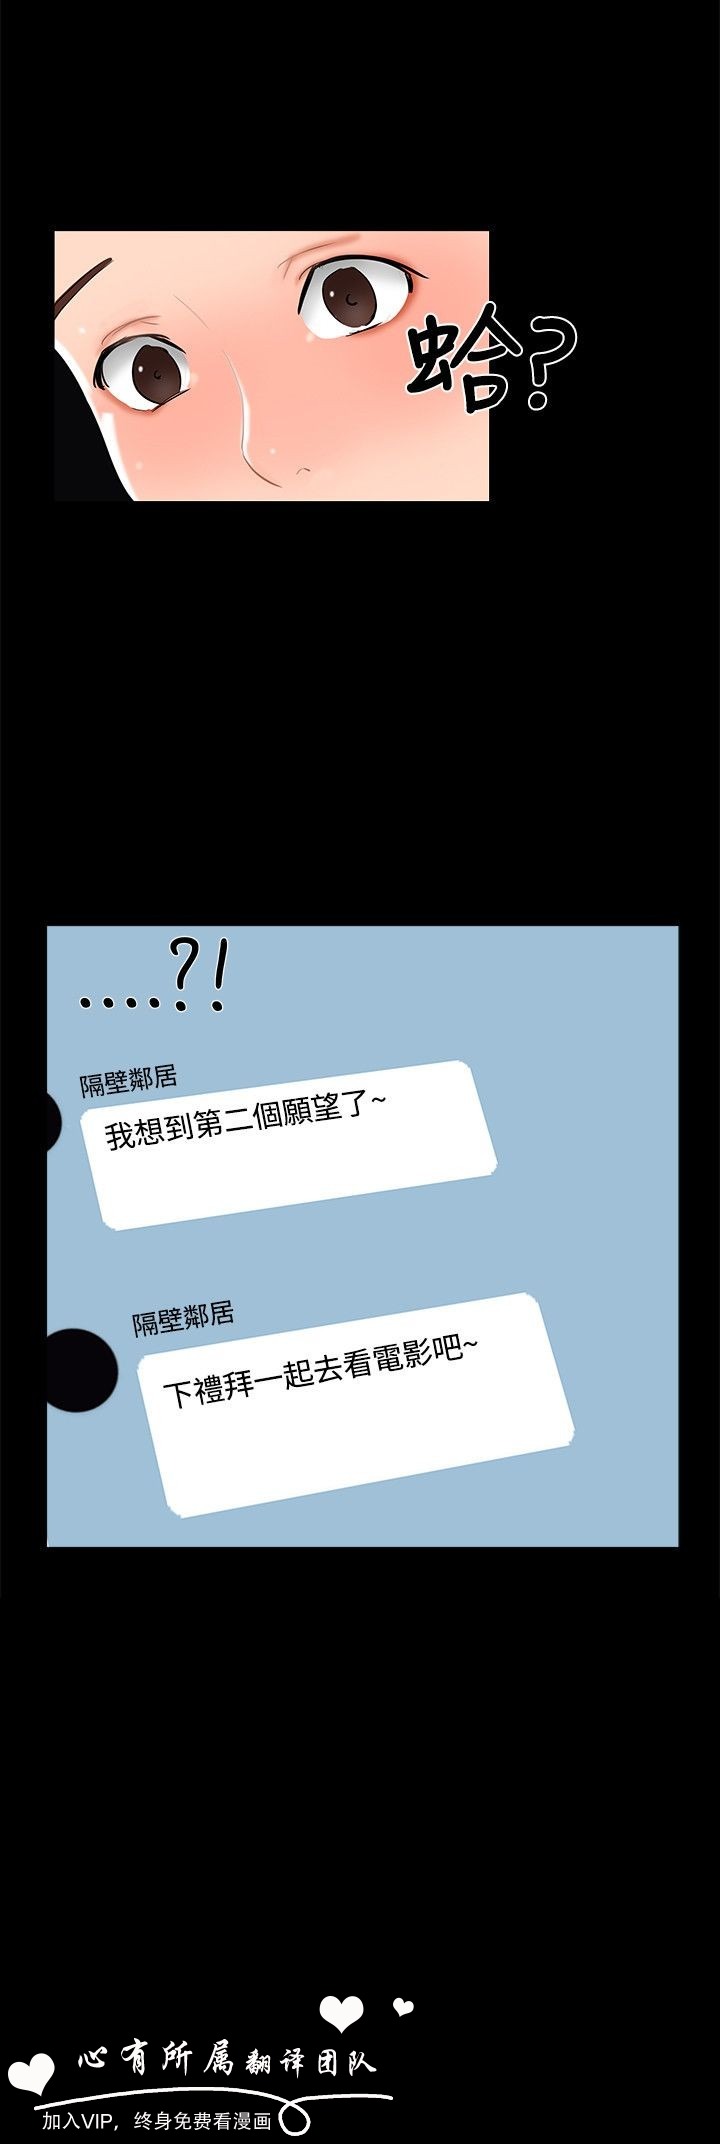 蛤?
....?!
隔壁鄰居
我想到第二個願望了~
隔壁鄰居
下禮拜一起去看電影吧~
心有所属翻译团队
加入VIP，终身免费看漫画